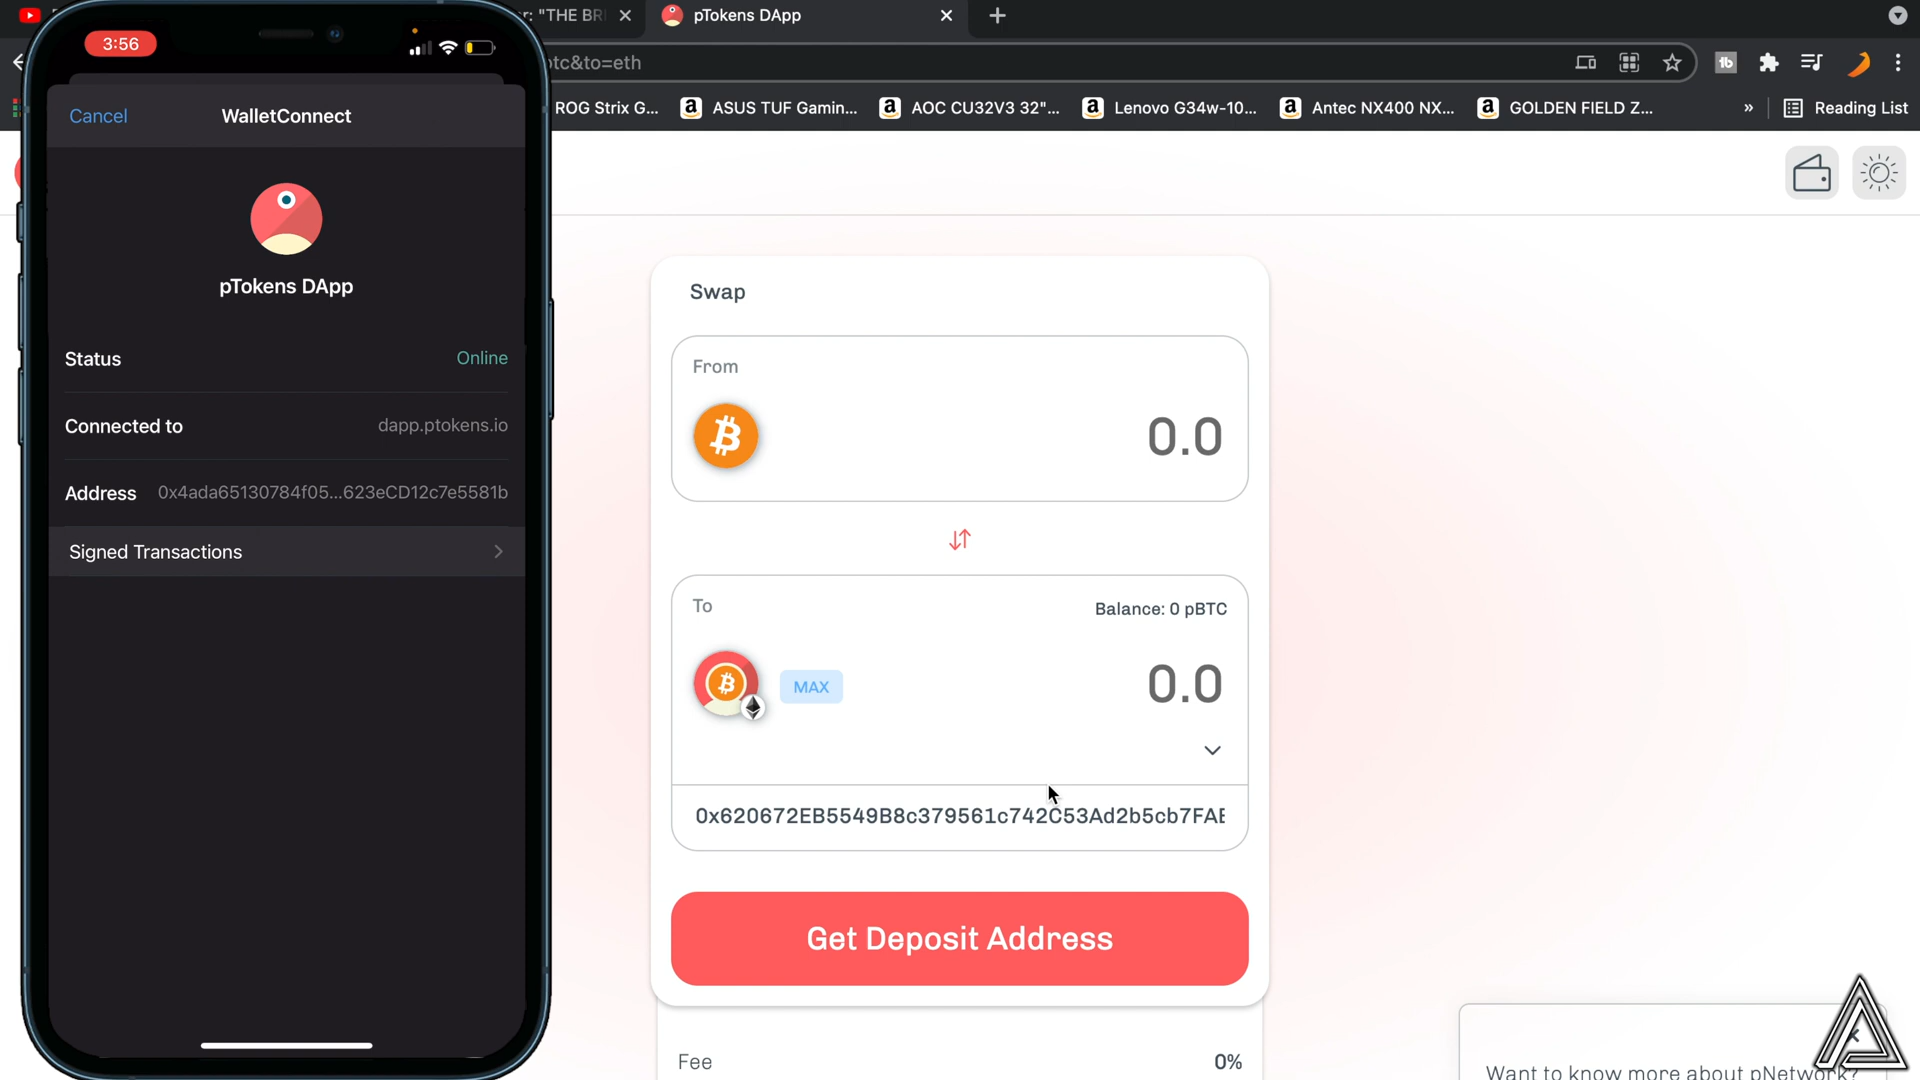 r: "THE BRI
pTokens DApp
otc&to=eth
tb
ROG Strix G...
ASUS TUF Gamin...
AOC CU32V3 32"...
Lenovo G34w-10...
Antec NX400 NX...
GOLDEN FIELD Z...
»
Reading List
3:56
Cancel
WalletConnect
pTokens DApp
Status
Online
Connected to
dapp.ptokens.io
Address
0x4ada65130784f05...623eCD12c7e5581b
Signed Transactions
Swap
From
0.0
To
Balance: 0 pBTC
MAX
0.0
0x620672EB5549B8c379561c742C53Ad2b5cb7FAE
Get Deposit Address
Fee
0%
Want to know more about pNetwork?